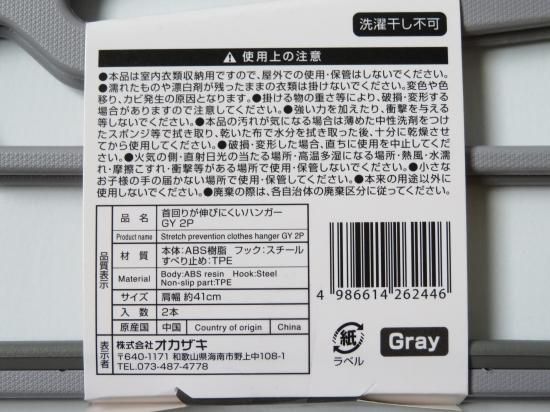 洗濯干し不可
使用上の注意
●本品は室内衣類収納用ですので、屋外での使用・保管はしないでください。
●濡れたものや漂白剤が残ったままの衣類は掛けないでください。変色や色
移り、カビ発生の原因となります。●掛ける物の重さ等により、破損・変形する
場合がありますので注意してください。●強い力を加えたり、衝撃を与える
等しないでください。●本品の汚れが気になる場合は薄めた中性洗剤をつけ
たスポンジ等で拭き取り、乾いた布で水分を拭き取った後、十分に乾燥させ
てから使用してください。●破損・変形した場合、直ちに使用を中止してくださ
い。●火気の側・直射日光の当たる場所・高温多湿になる場所・熱風・水濡
れ・摩擦こすれ・衝撃等がある場所で使用・保管しないでください。●小さな
お子様の手の届かない場所で使用・保管してください。●本来の用途以外に
使用しないでください。●廃棄の際は、各自治体の廃棄区分に従ってください。
品質表示
品名
首回りが伸びにくいハンガー
GY 2P
Product name
Stretch prevention clothes hanger GY 2P
材質
本体:ABS樹脂 フック:スチール
すべり止め:TPE
Material
Body:ABS resin Hook:Steel
Non-slip part:TPE
サイズ
肩幅 約41cm
入数
2本
原産国
中国
Country of origin
China
表示者
株式会社オカザキ
〒640-1171 和歌山県海南市野上中108-1
TEL.073-487-4778
4 986614 262446
紙
ラベル
Gray